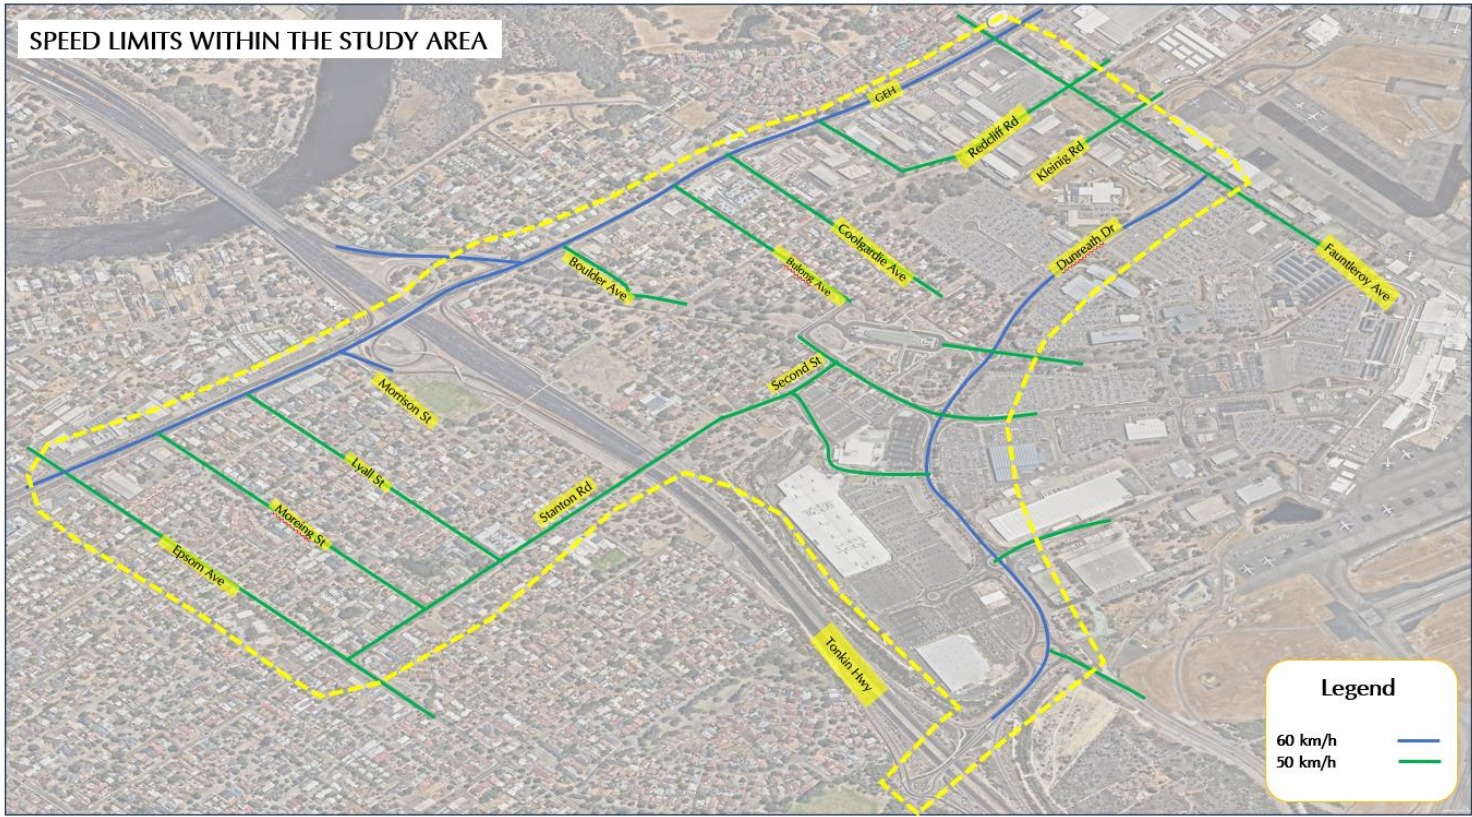 SPEED LIMITS WITHIN THE STUDY AREA
GEH
Redcliff Rd
Kleinig Rd
Coolgardie Ave
Bulong Ave
Boulder Ave
Dunreath Dr
Fauntleroy Ave
Second St
Morrison St
Lyall St
Stanton Rd
Moreing St
Epsom Ave
Tonkin Hwy
Legend
60 km/h
50 km/h